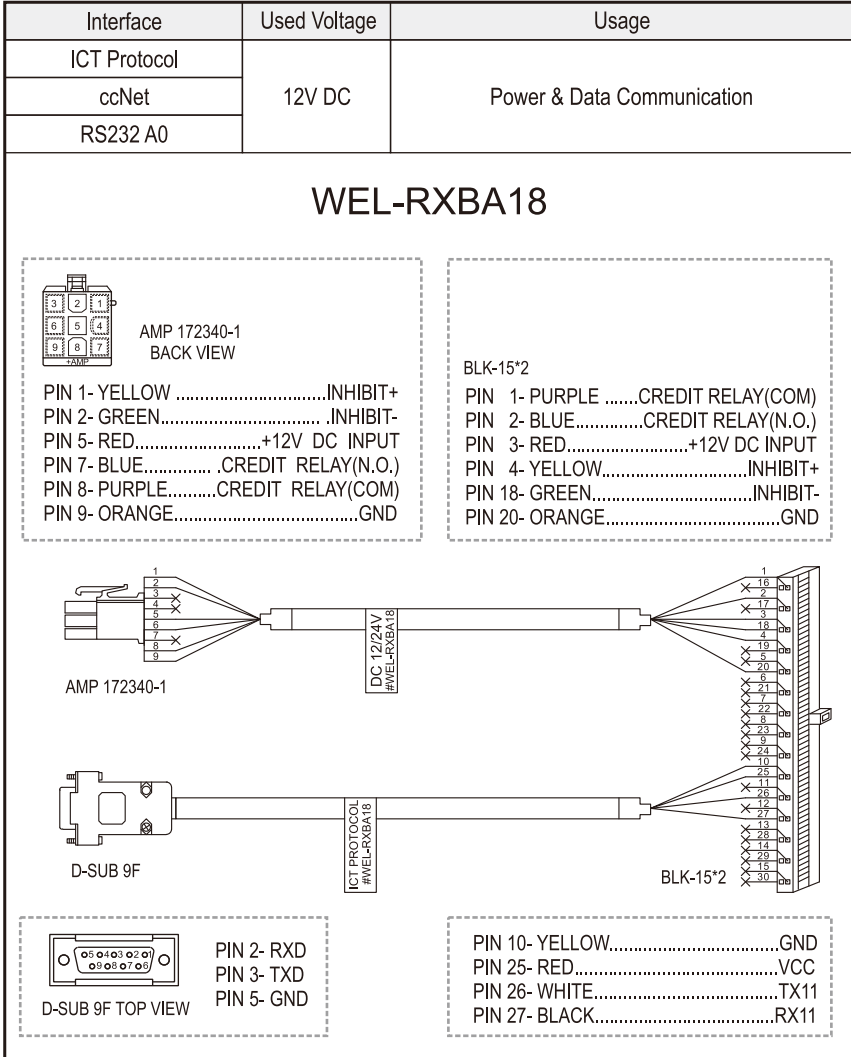 Interface Used Voltage Usage
ICT Protocol
ccNet 12V DC Power & Data Communication
RS232 A0
WEL-RXBA18
3 2 1
6 5 4
9 8 7
+AMP
AMP 172340-1
BACK VIEW
PIN 1- YELLOW ..............................INHIBIT+
PIN 2- GREEN............................ .INHIBIT-
PIN 5- RED.........................+12V DC INPUT
PIN 7- BLUE.............. .CREDIT RELAY(N.O.)
PIN 8- PURPLE..........CREDIT RELAY(COM)
PIN 9- ORANGE.....................................GND
BLK-15*2
PIN 1- PURPLE .......CREDIT RELAY(COM)
PIN 2- BLUE.............CREDIT RELAY(N.O.)
PIN 3- RED........................+12V DC INPUT
PIN 4- YELLOW.............................INHIBIT+
PIN 18- GREEN................................INHIBIT-
PIN 20- ORANGE...................................GND
1
2
3
4
5
6
7
8
9
AMP 172340-1
DC 12/24V
#WEL-RXBA18
1
16
2
17
3
18
4
19
5
20
6
21
7
22
8
23
9
24
10
25
11
26
12
27
13
28
14
29
15
30
D-SUB 9F
ICT PROTOCOL
#WEL-RXBA18
BLK-15*2
5 4 3 2 1
9 8 7 6
D-SUB 9F TOP VIEW
PIN 2- RXD
PIN 3- TXD
PIN 5- GND
PIN 10- YELLOW..................................GND
PIN 25- RED.........................................VCC
PIN 26- WHITE.....................................TX11
PIN 27- BLACK.....................................RX11